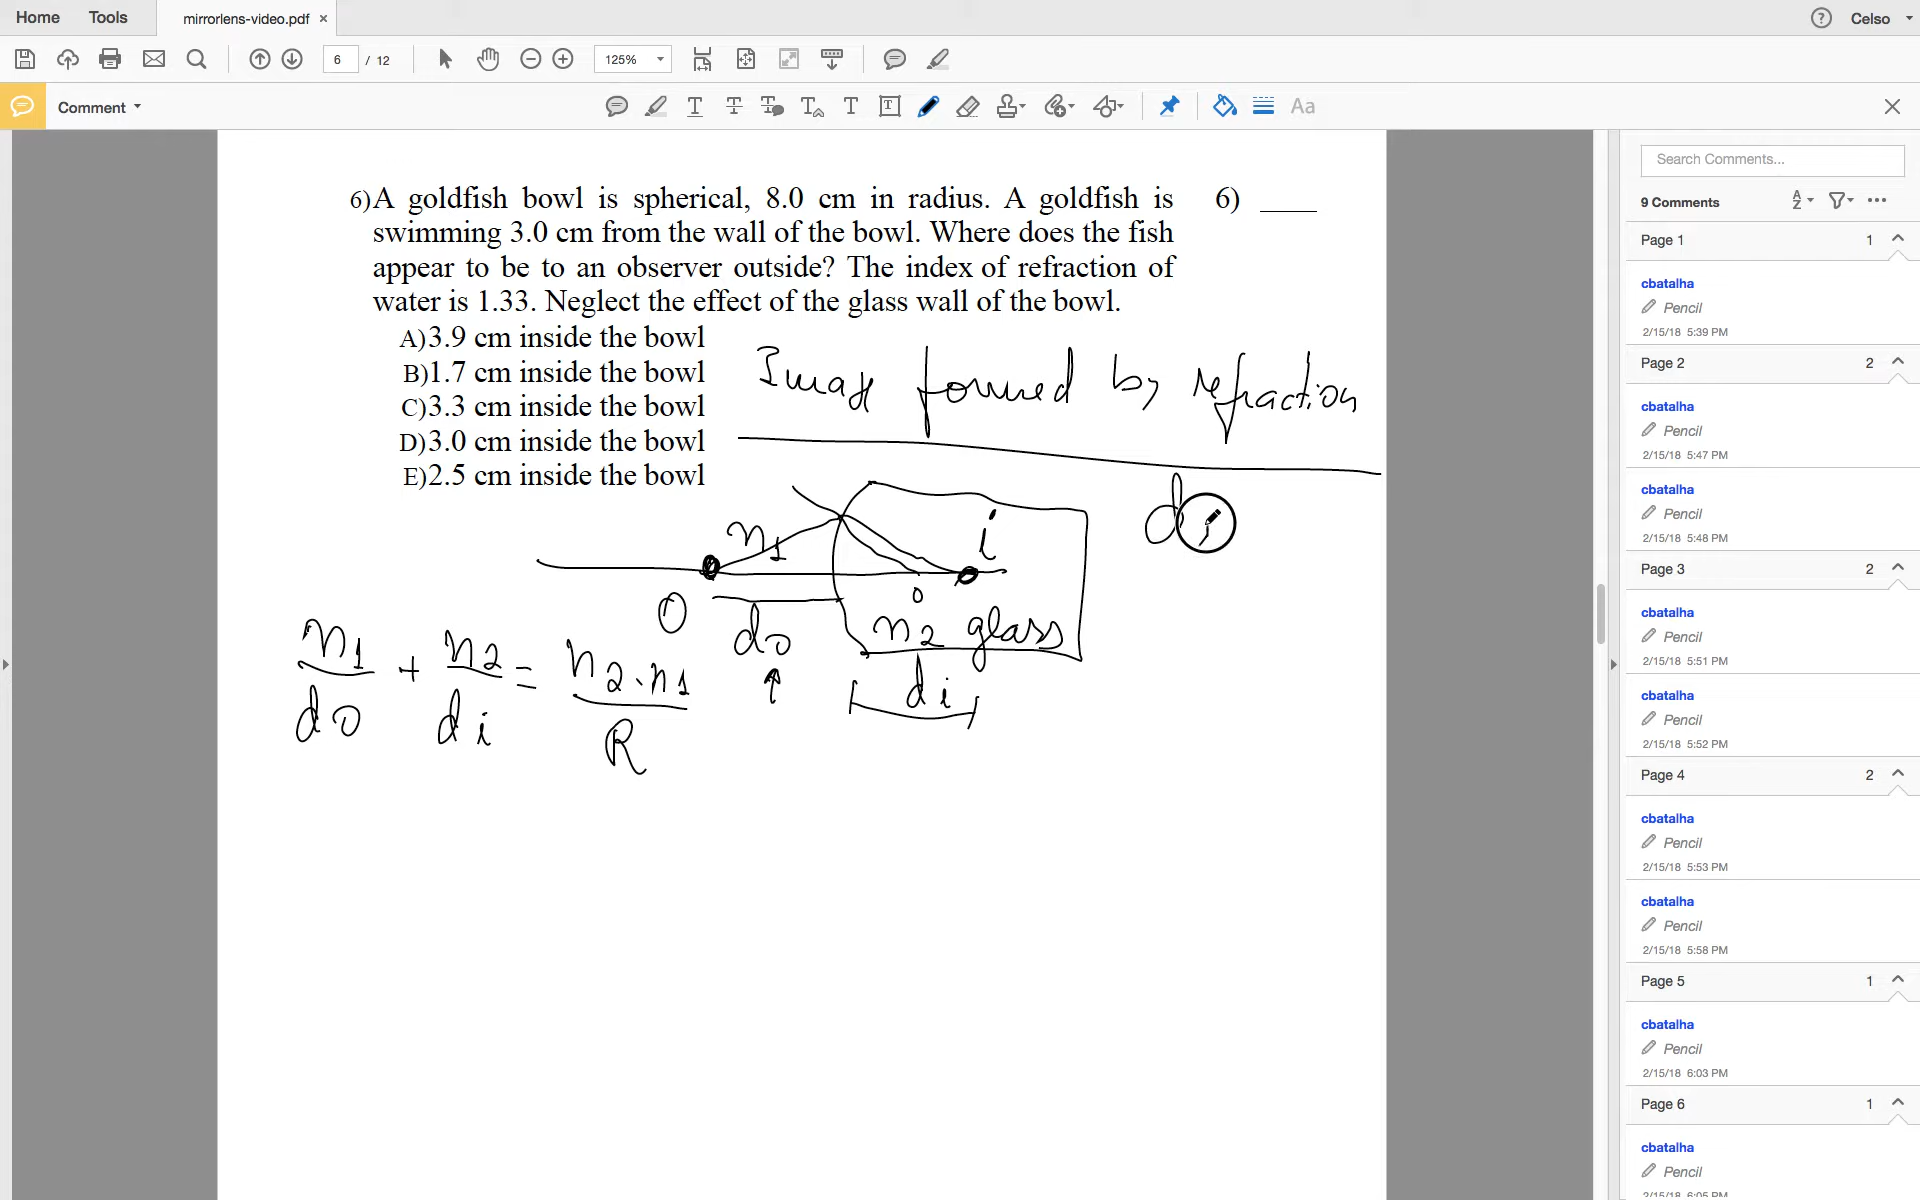 Home Tools mirrorlens-video.pdf × Celso
6 / 12 125%
Comment Aa
6)A goldfish bowl is spherical, 8.0 cm in radius. A goldfish is 6) ____
swimming 3.0 cm from the wall of the bowl. Where does the fish
appear to be to an observer outside? The index of refraction of
water is 1.33. Neglect the effect of the glass wall of the bowl.
A)3.9 cm inside the bowl
B)1.7 cm inside the bowl
C)3.3 cm inside the bowl
D)3.0 cm inside the bowl
E)2.5 cm inside the bowl
Image formed by refraction
n1
i
O
do
n2 glass
di
n1/do + n2/di = n2-n1/R
d
Search Comments...
9 Comments
Page 1 1
cbatalha
Pencil
2/15/18 5:39 PM
Page 2 2
cbatalha
Pencil
2/15/18 5:47 PM
cbatalha
Pencil
2/15/18 5:48 PM
Page 3 2
cbatalha
Pencil
2/15/18 5:51 PM
cbatalha
Pencil
2/15/18 5:52 PM
Page 4 2
cbatalha
Pencil
2/15/18 5:53 PM
cbatalha
Pencil
2/15/18 5:58 PM
Page 5 1
cbatalha
Pencil
2/15/18 6:03 PM
Page 6 1
cbatalha
Pencil
2/15/18 6:05 PM